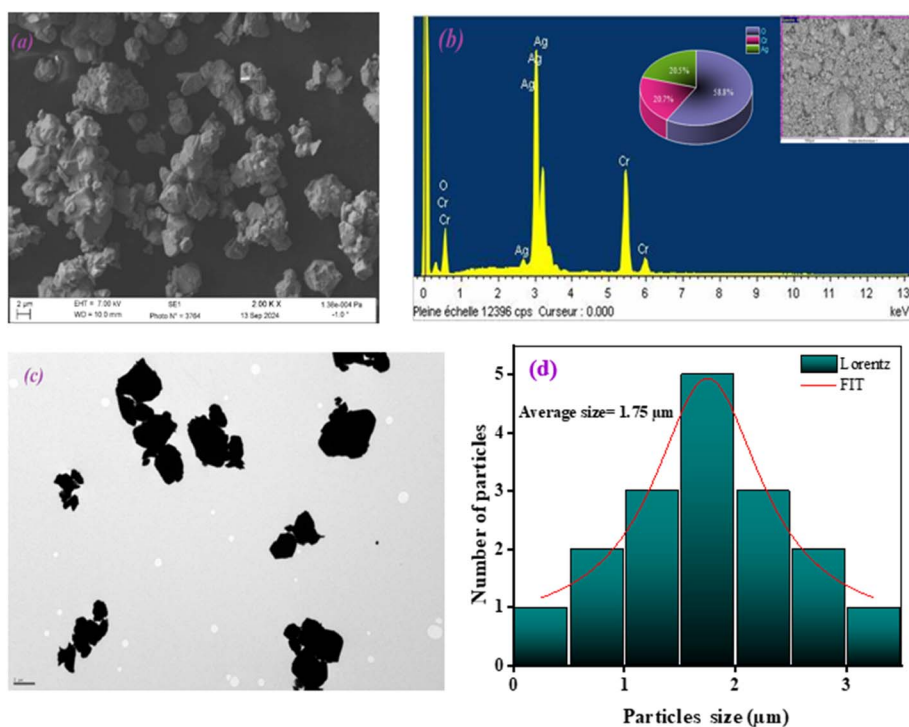 (a)
2 µm
EHT = 7.00 kV
WD = 10.0 mm
SE1
Photo N° = 3764
2.00 K X
13 Sep 2024
1.38e-004 Pa
-1.0 °
(b)
Ag
Ag
Ag
O
Cr
Cr
Ag
Cr
Cr
O
Cr
Ag
20.5%
20.7%
58.8%
0 1 2 3 4 5 6 7 8 9 10 11 12 13
Pleine échelle 12396 cps Curseur : 0.000
keV
(c)
(d)
Lorentz
FIT
Average size= 1.75 µm
Number of particles
5
4
3
2
1
0 1 2 3
Particles size (µm)